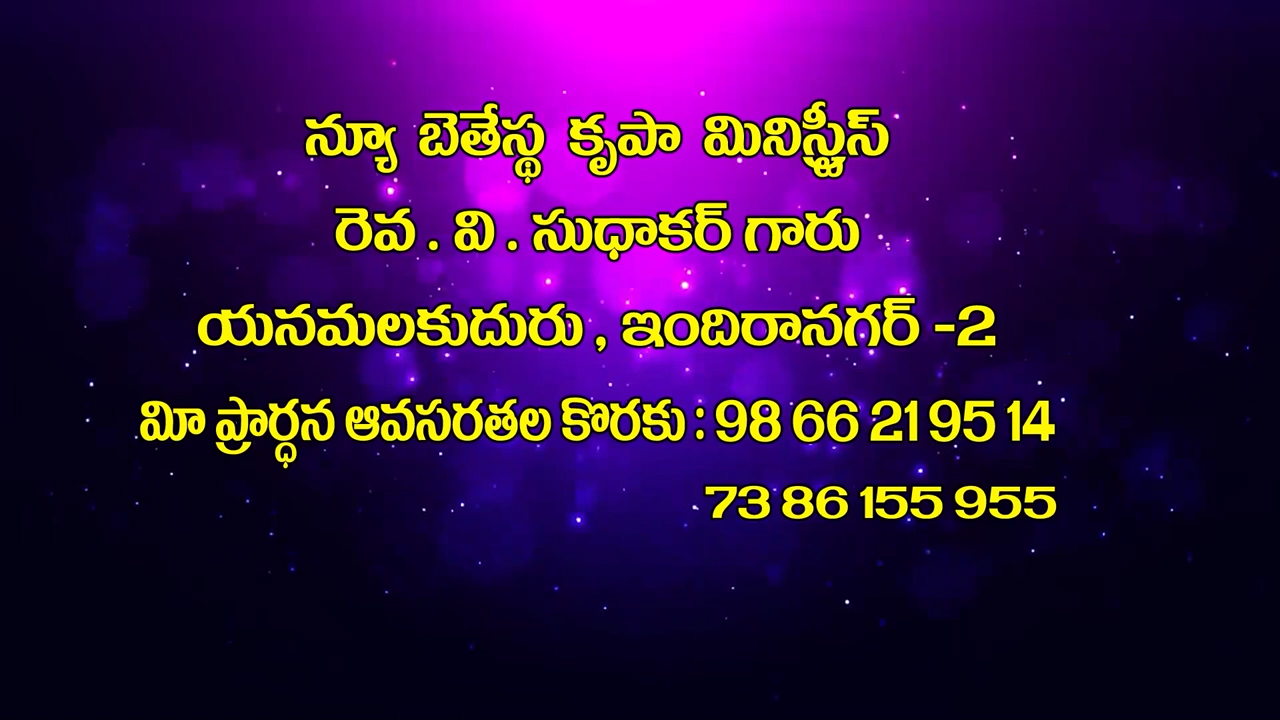 న్యూ బెతేస్థ కృపా మినిస్ట్రీస్
రెవ . వి . సుధాకర్ గారు
యనమలకుదురు , ఇందిరానగర్ -2
మీ ప్రార్ధన ఆవసరతల కొరకు : 98 66 21 95 14
73 86 155 955